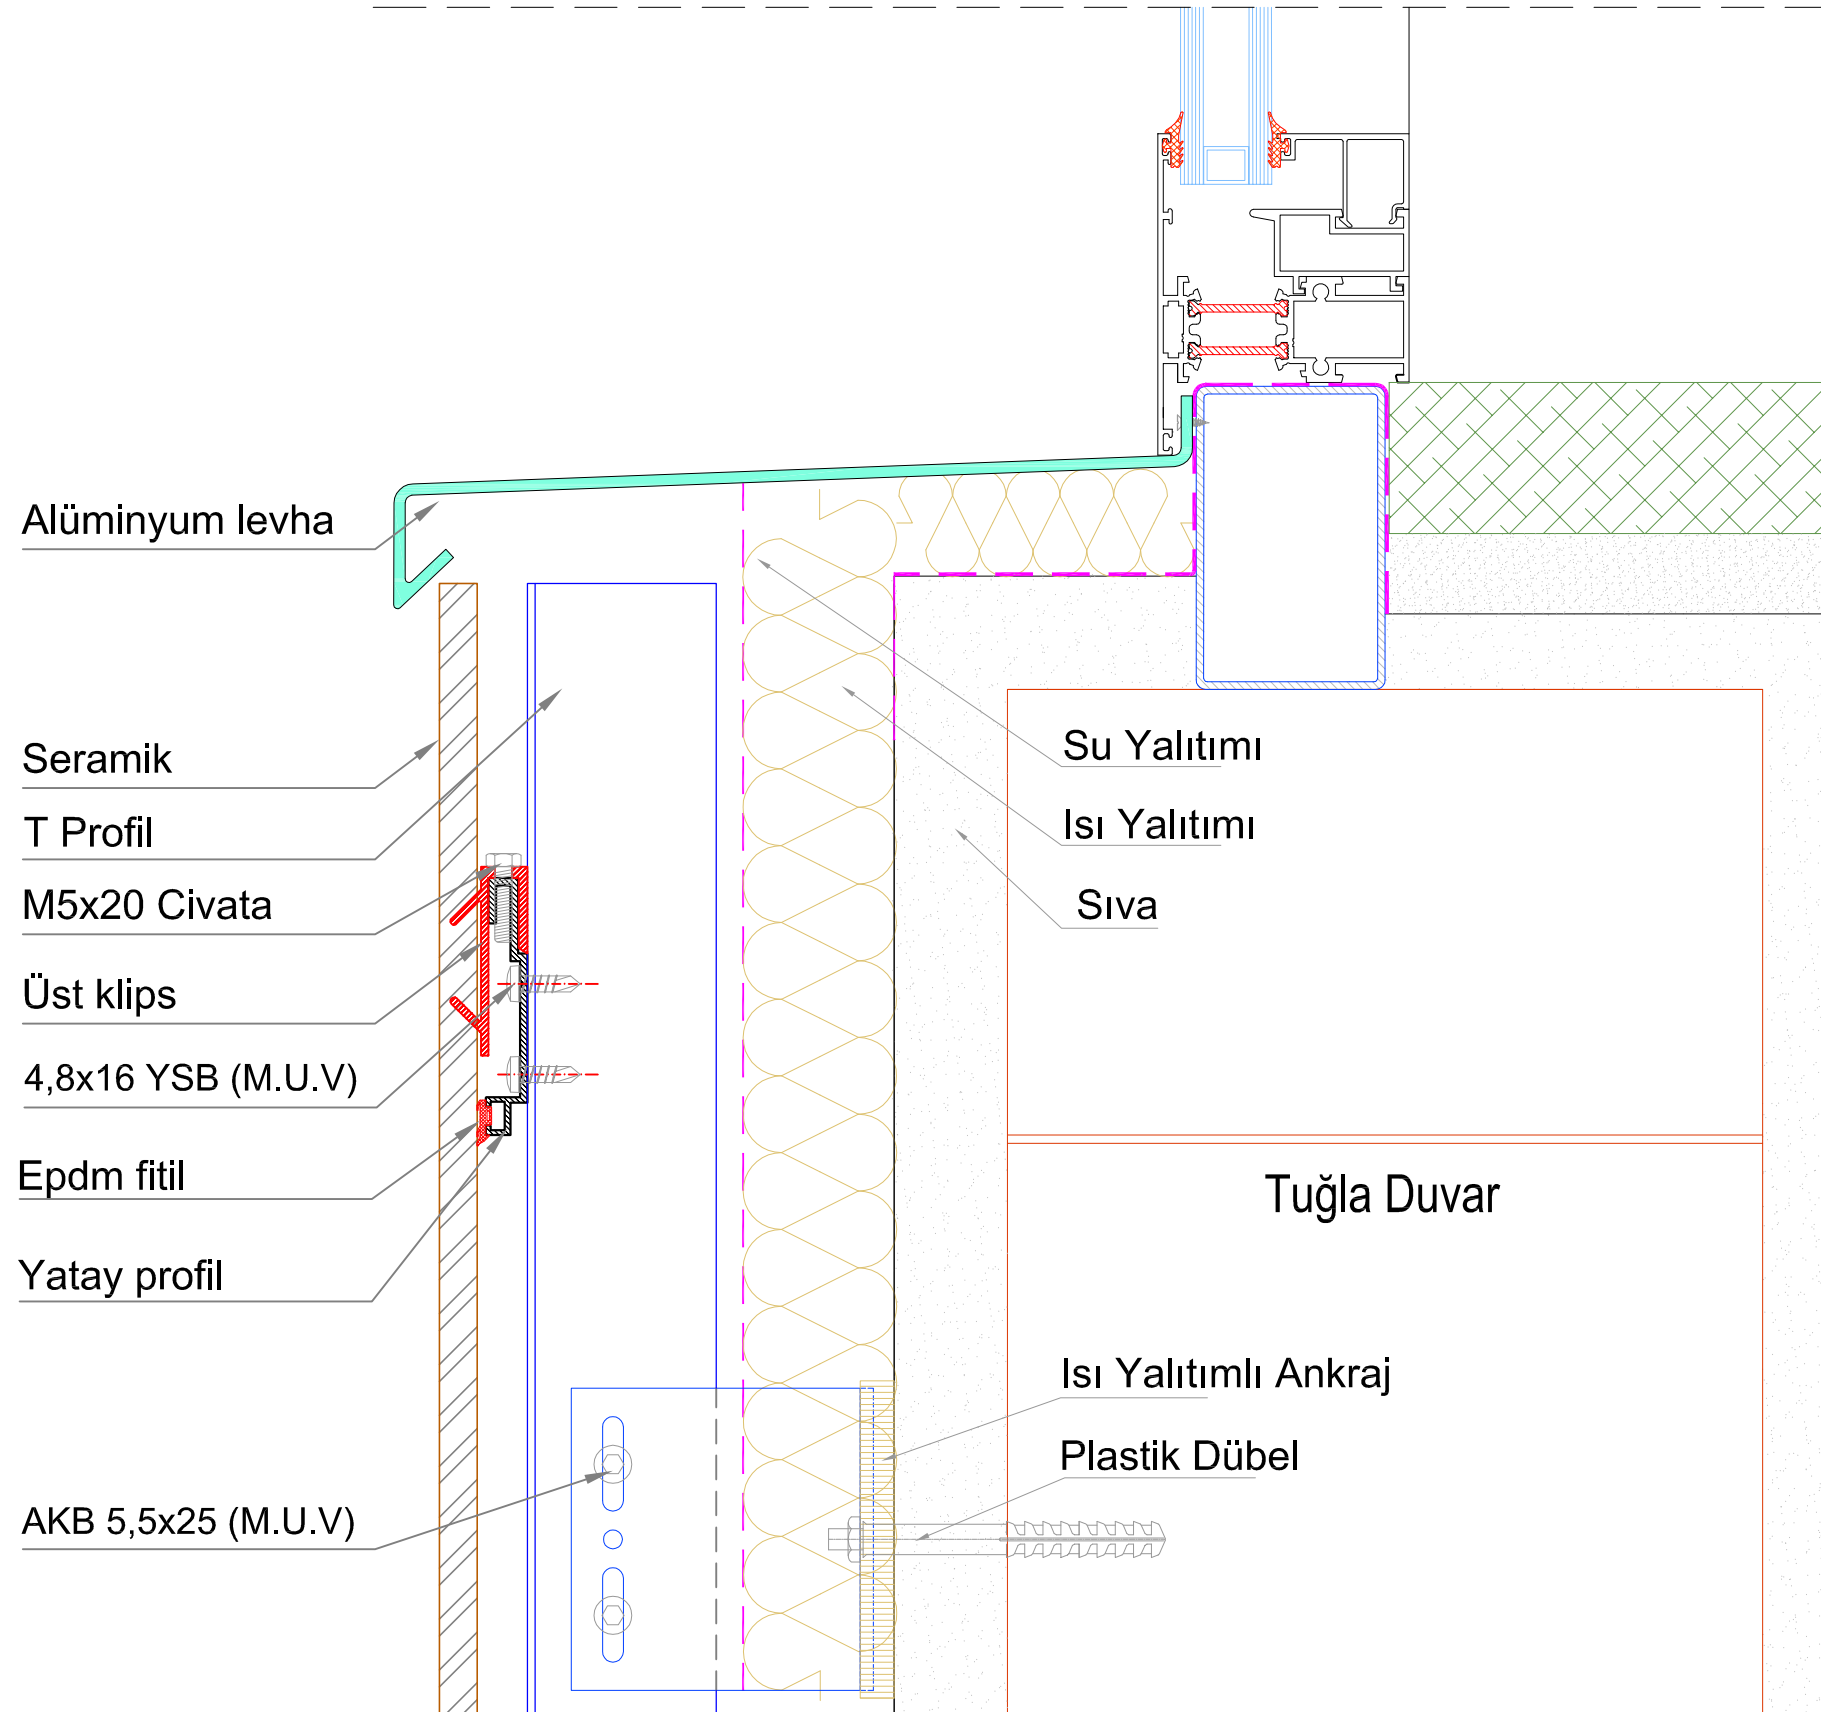 Alüminyum levha
Seramik
T Profil
M5x20 Civata
Üst klips
4,8x16 YSB (M.U.V)
Epdm fitil
Yatay profil
AKB 5,5x25 (M.U.V)
Su Yalıtımı
Isı Yalıtımı
Sıva
Tuğla Duvar
Isı Yalıtımlı Ankraj
Plastik Dübel